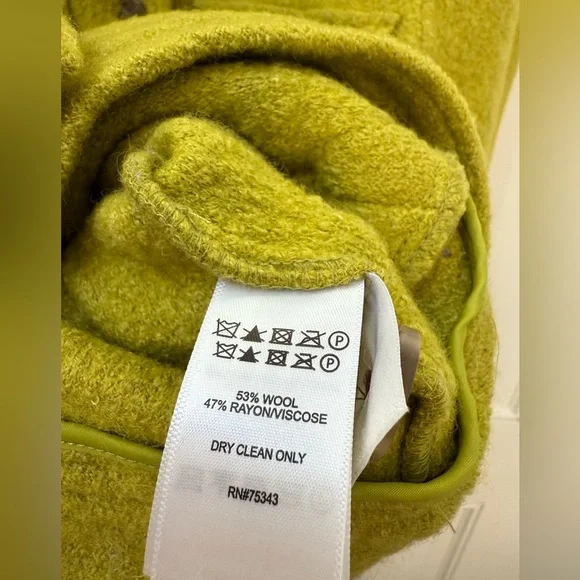 P
P
53% WOOL
47% RAYON/VISCOSE
DRY CLEAN ONLY
RN#75343